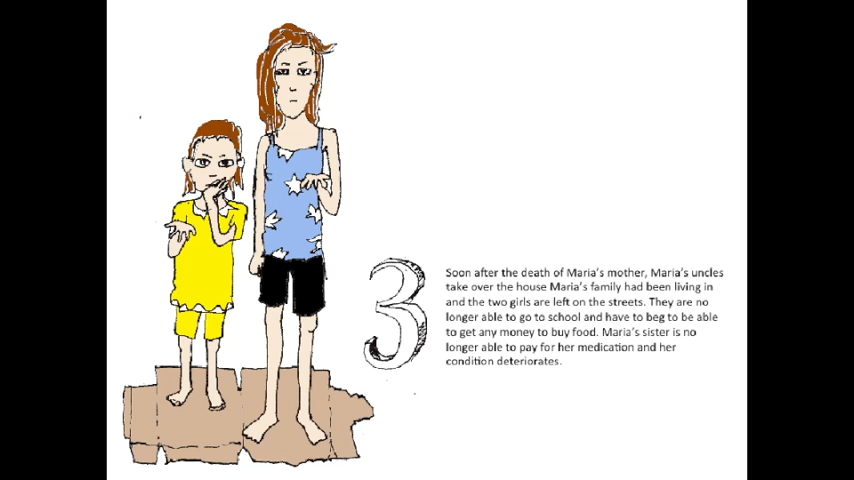 3
Soon after the death of Maria's mother, Maria's uncles
take over the house Maria's family had been living in
and the two girls are left on the streets. They are no
longer able to go to school and have to beg to be able
to get any money to buy food. Maria's sister is no
longer able to pay for her medication and her
condition deteriorates.